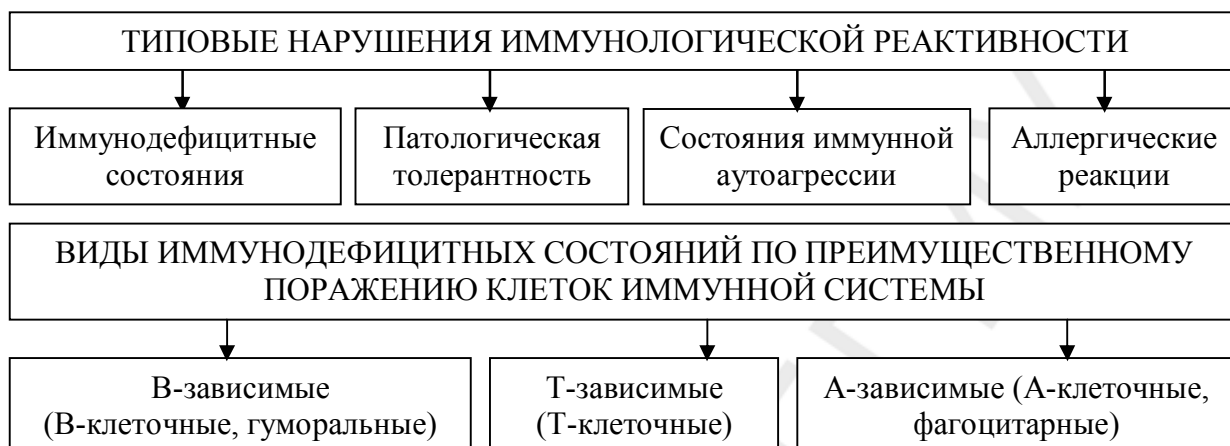 ТИПОВЫЕ НАРУШЕНИЯ ИММУНОЛОГИЧЕСКОЙ РЕАКТИВНОСТИ
Иммунодефицитные
состояния
Патологическая
толерантность
Состояния иммунной
аутоагрессии
Аллергические
реакции
ВИДЫ ИММУНОДЕФИЦИТНЫХ СОСТОЯНИЙ ПО ПРЕИМУЩЕСТВЕННОМУ
ПОРАЖЕНИЮ КЛЕТОК ИММУННОЙ СИСТЕМЫ
В-зависимые
(В-клеточные, гуморальные)
Т-зависимые
(Т-клеточные)
А-зависимые (А-клеточные,
фагоцитарные)